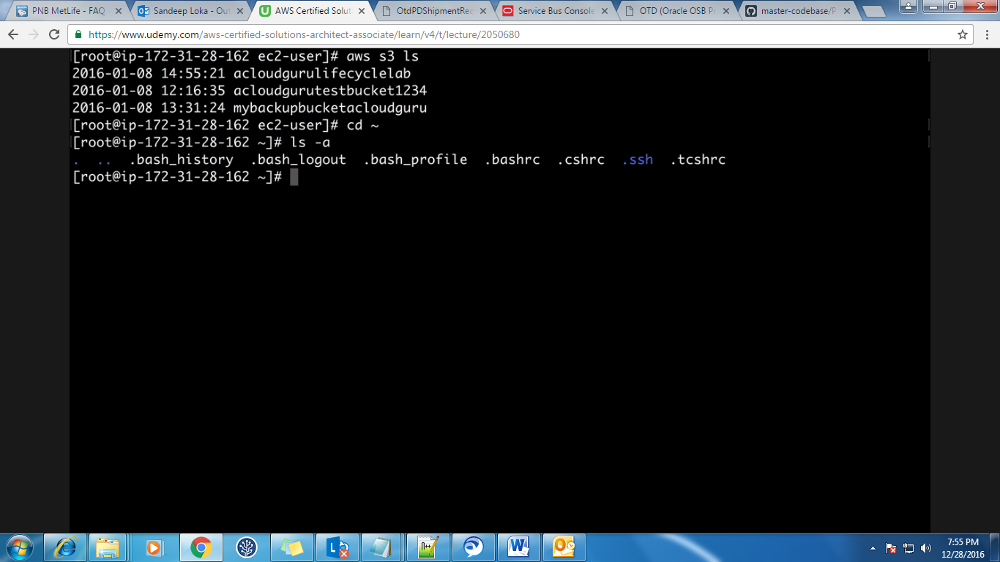 PNB MetLife - FAQ
Sandeep Loka - Out
AWS Certified Solut
OtdPDShipmentRe
Service Bus Console
OTD (Oracle OSB Pr
master-codebase/P
https://www.udemy.com/aws-certified-solutions-architect-associate/learn/v4/t/lecture/2050680
[root@ip-172-31-28-162 ec2-user]# aws s3 ls
2016-01-08 14:55:21 acloudgurulifecyclelab
2016-01-08 12:16:35 acloudgurutestbucket1234
2016-01-08 13:31:24 mybackupbucketacloudguru
[root@ip-172-31-28-162 ec2-user]# cd ~
[root@ip-172-31-28-162 ~]# ls -a
. .. .bash_history .bash_logout .bash_profile .bashrc .cshrc .ssh .tcshrc
[root@ip-172-31-28-162 ~]#
7:55 PM
12/28/2016